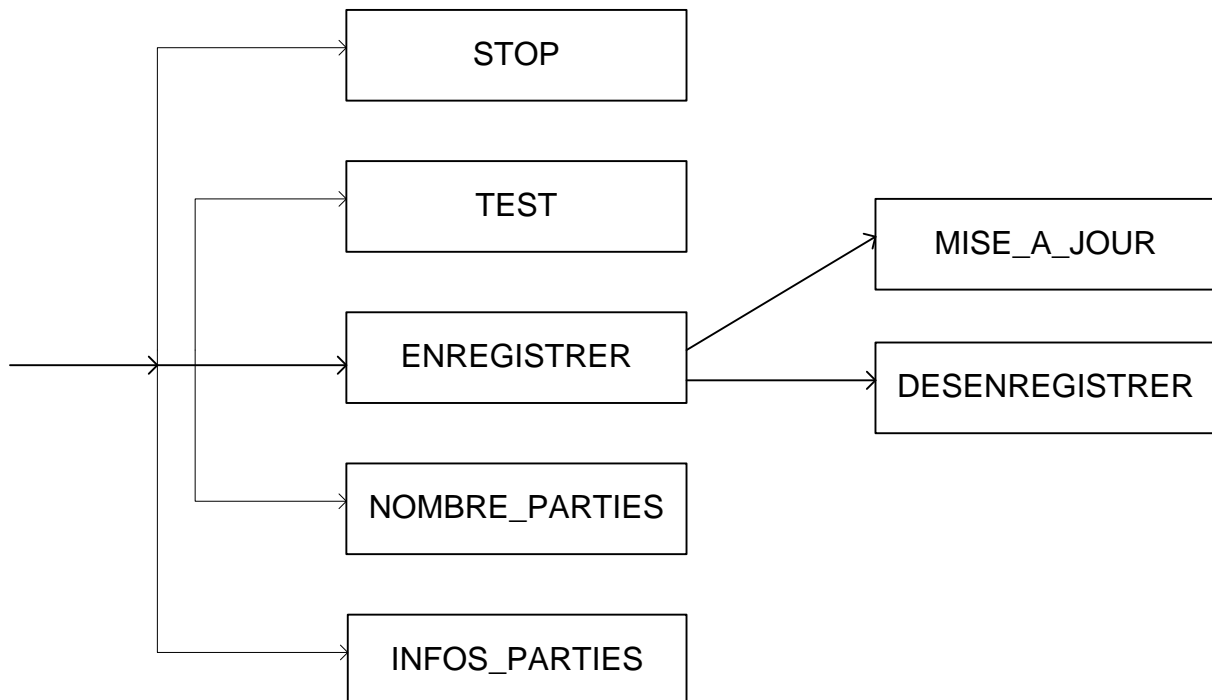 STOP
TEST
MISE_A_JOUR
ENREGISTRER
DESENREGISTRER
NOMBRE_PARTIES
INFOS_PARTIES